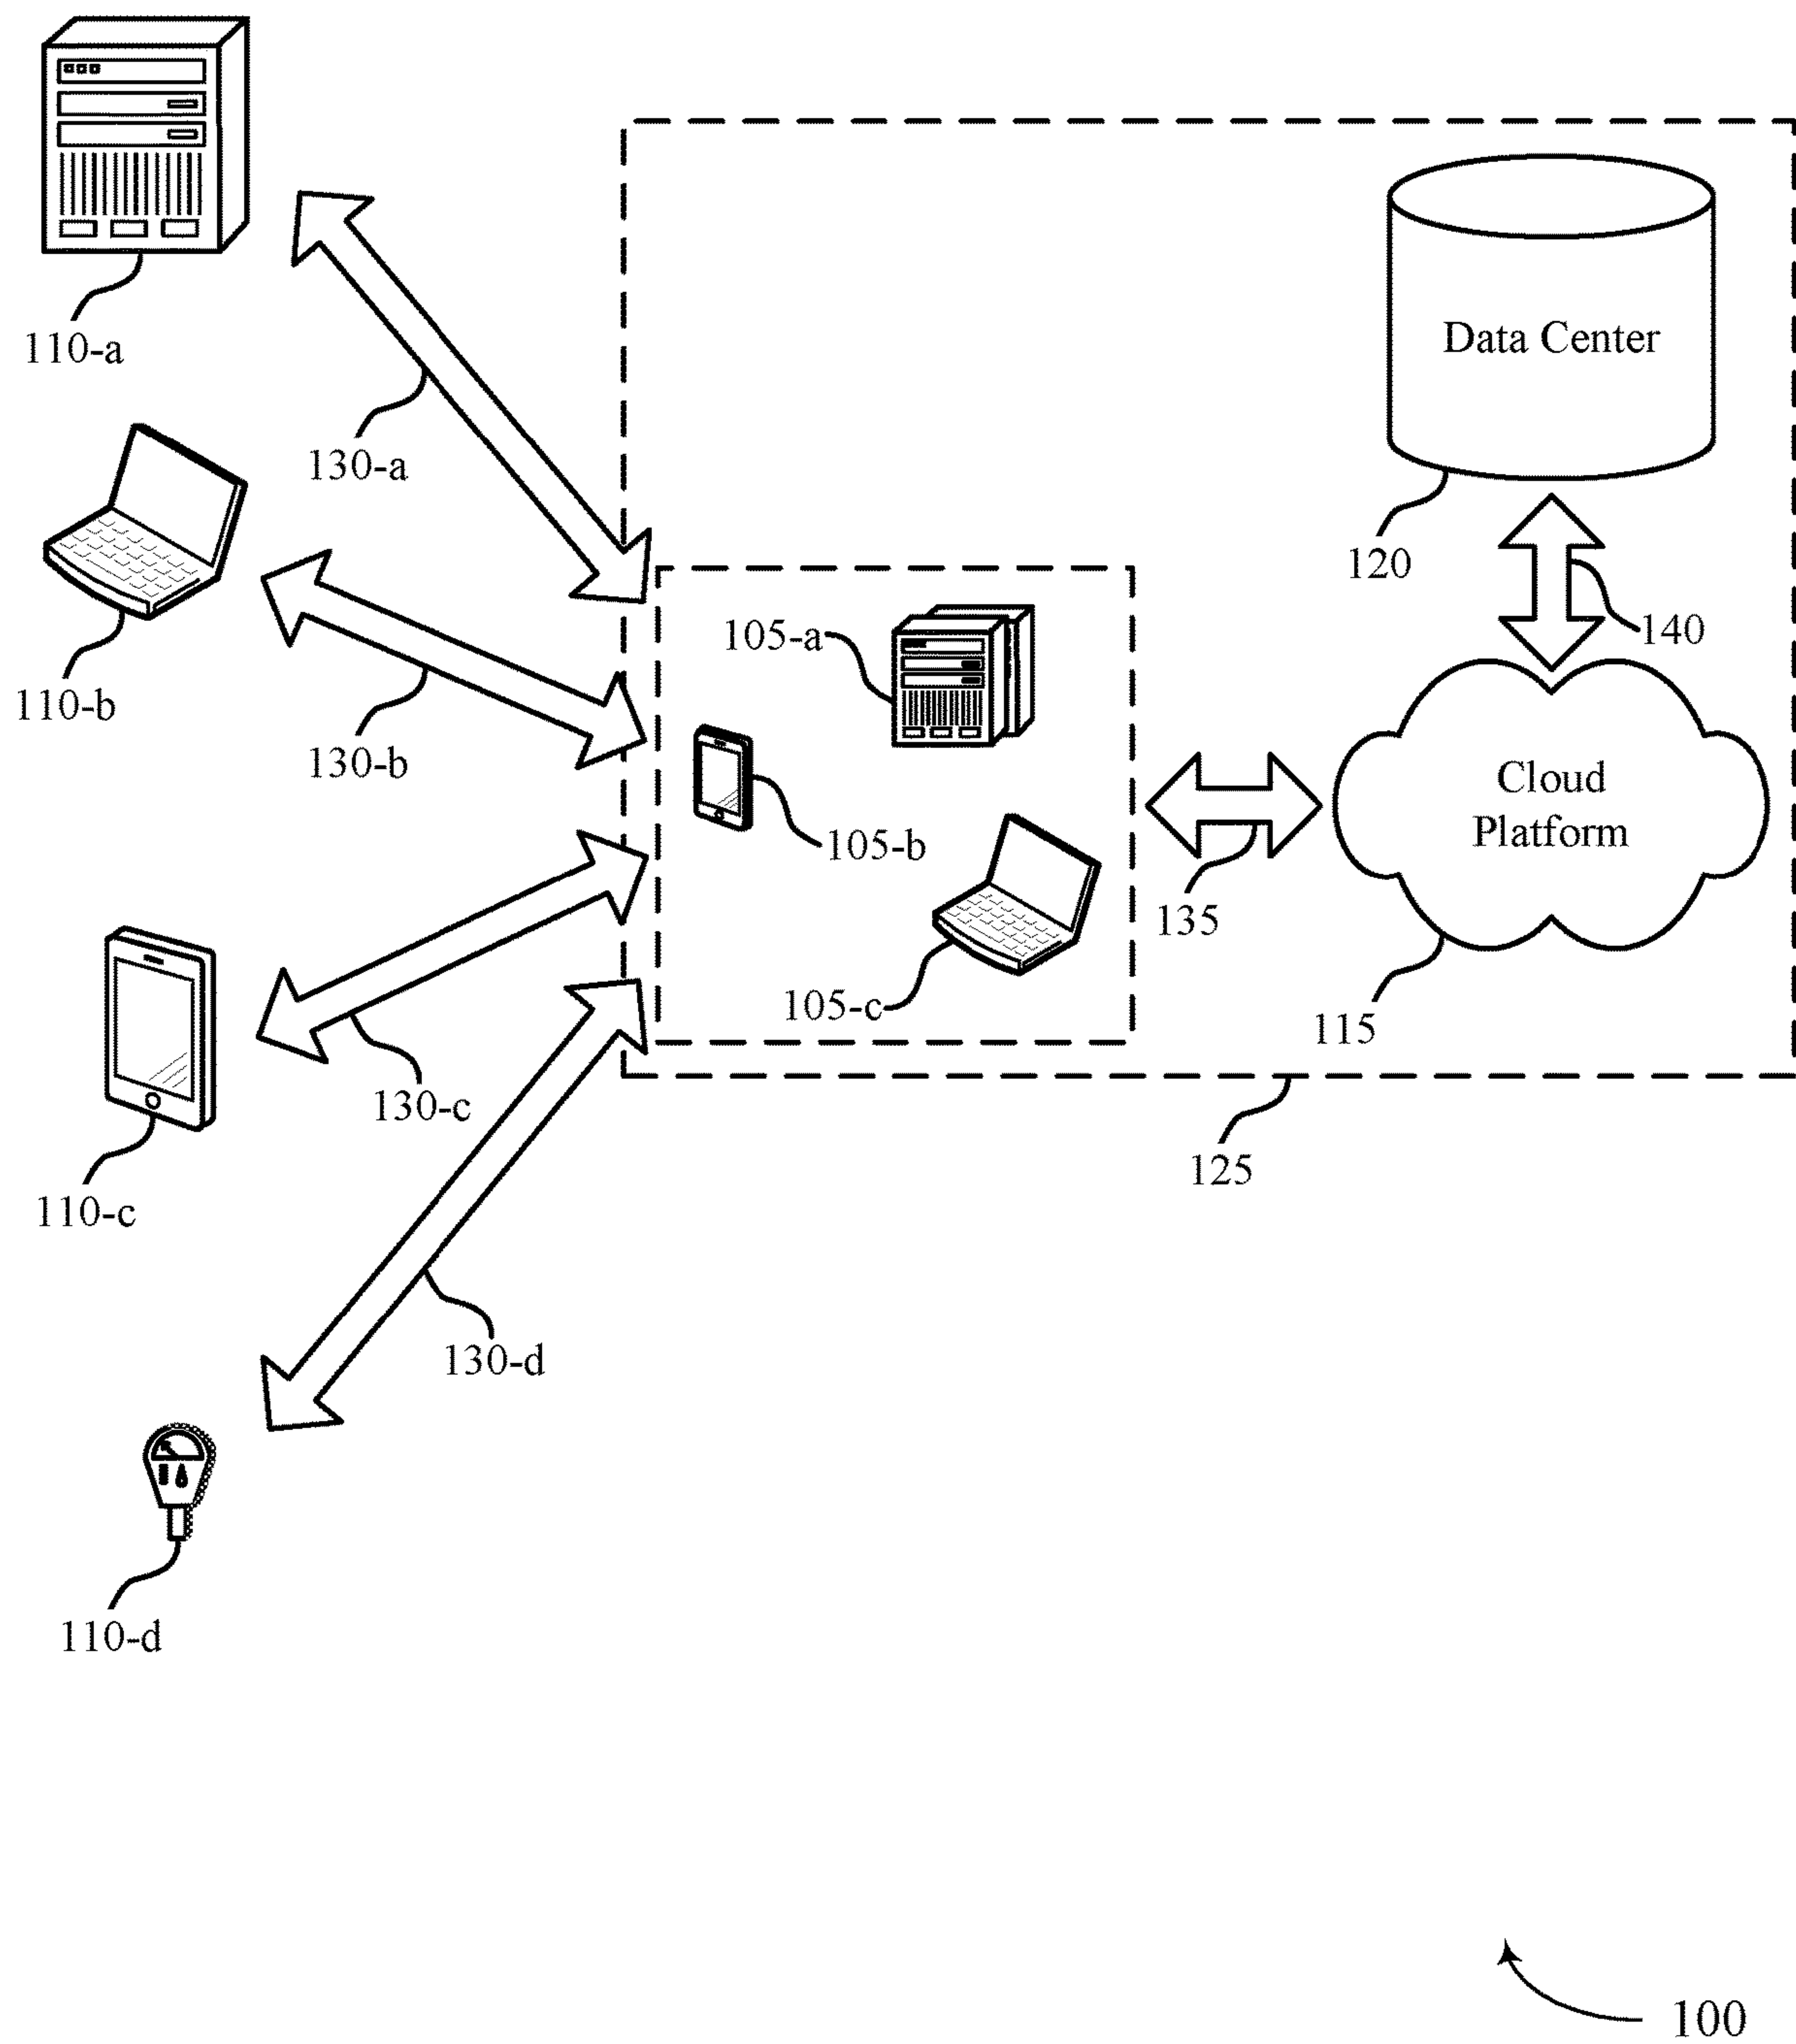 110-a
130-a
Data Center
120
140
110-b
130-b
105-a
105-b
105-c
135
Cloud
Platform
115
125
110-c
130-c
130-d
110-d
100